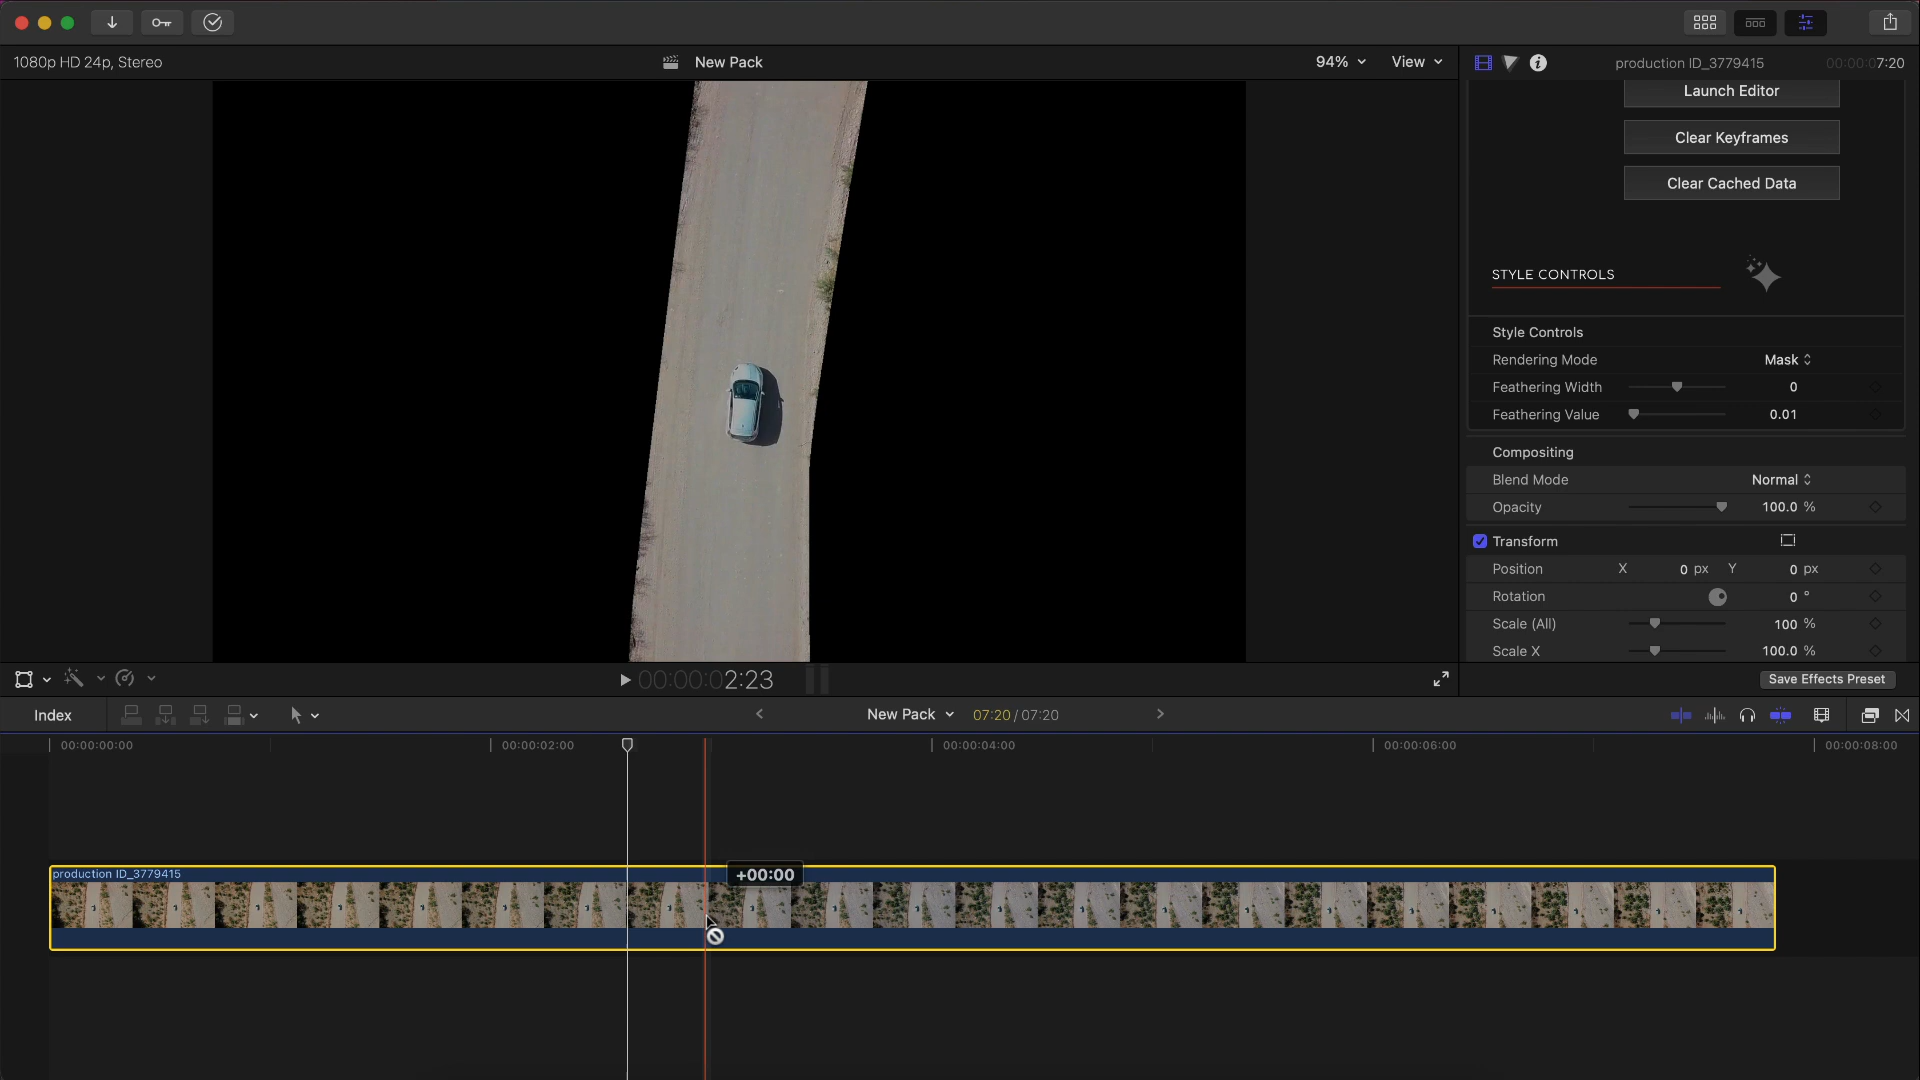 1080p HD 24p, Stereo
New Pack
94%
View
production ID_3779415
00:00:07:20
Launch Editor
Clear Keyframes
Clear Cached Data
STYLE CONTROLS
Style Controls
Rendering Mode Mask
Feathering Width 0
Feathering Value 0.01
Compositing
Blend Mode Normal
Opacity 100.0 %
Transform
Position X 0 px Y 0 px
Rotation 0 °
Scale (All) 100 %
Scale X 100.0 %
00:00:02:23
Save Effects Preset
Index
New Pack
07:20 / 07:20
00:00:00:00
00:00:02:00
00:00:04:00
00:00:06:00
00:00:08:00
production ID_3779415
+00:00